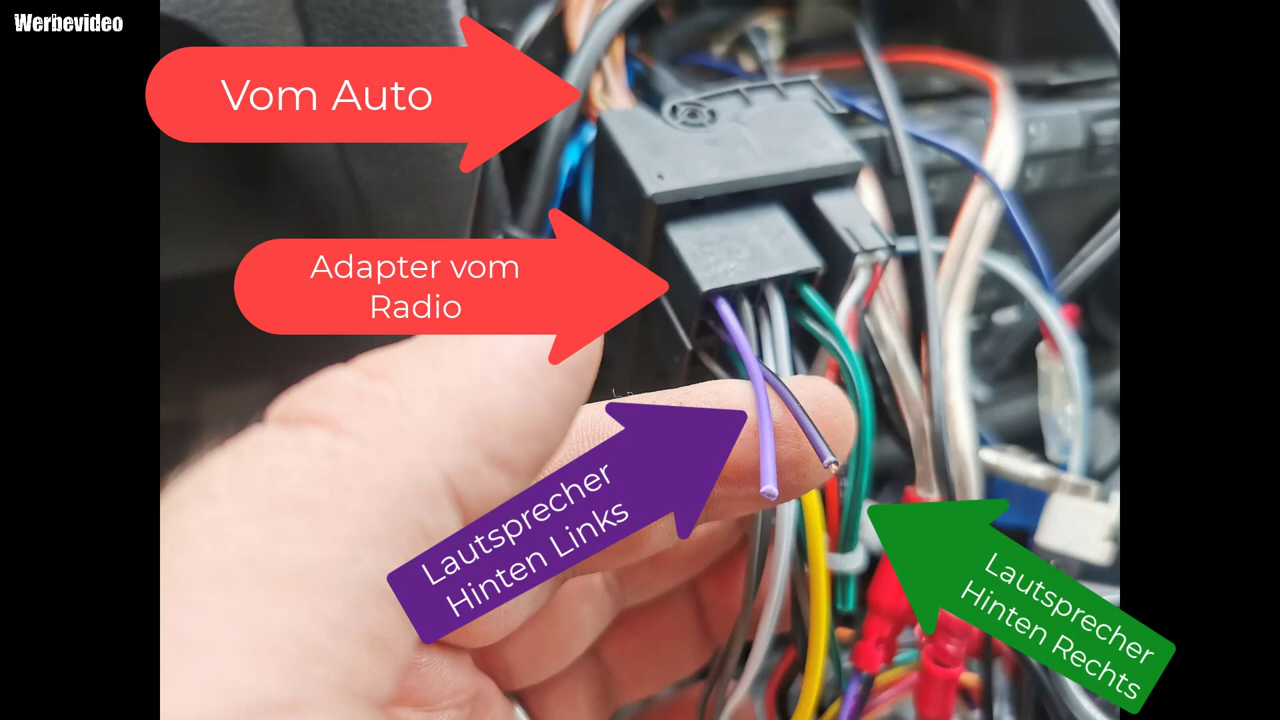 Werbevideo
Vom Auto
Adapter vom
Radio
Lautsprecher
Hinten Links
Lautsprecher
Hinten Rechts